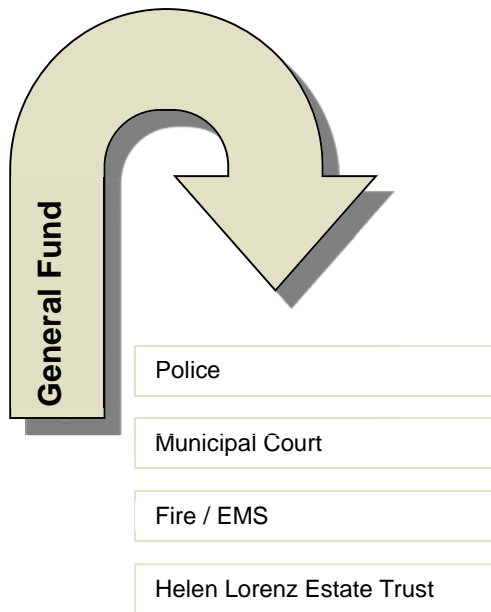 General Fund
Police
Municipal Court
Fire / EMS
Helen Lorenz Estate Trust